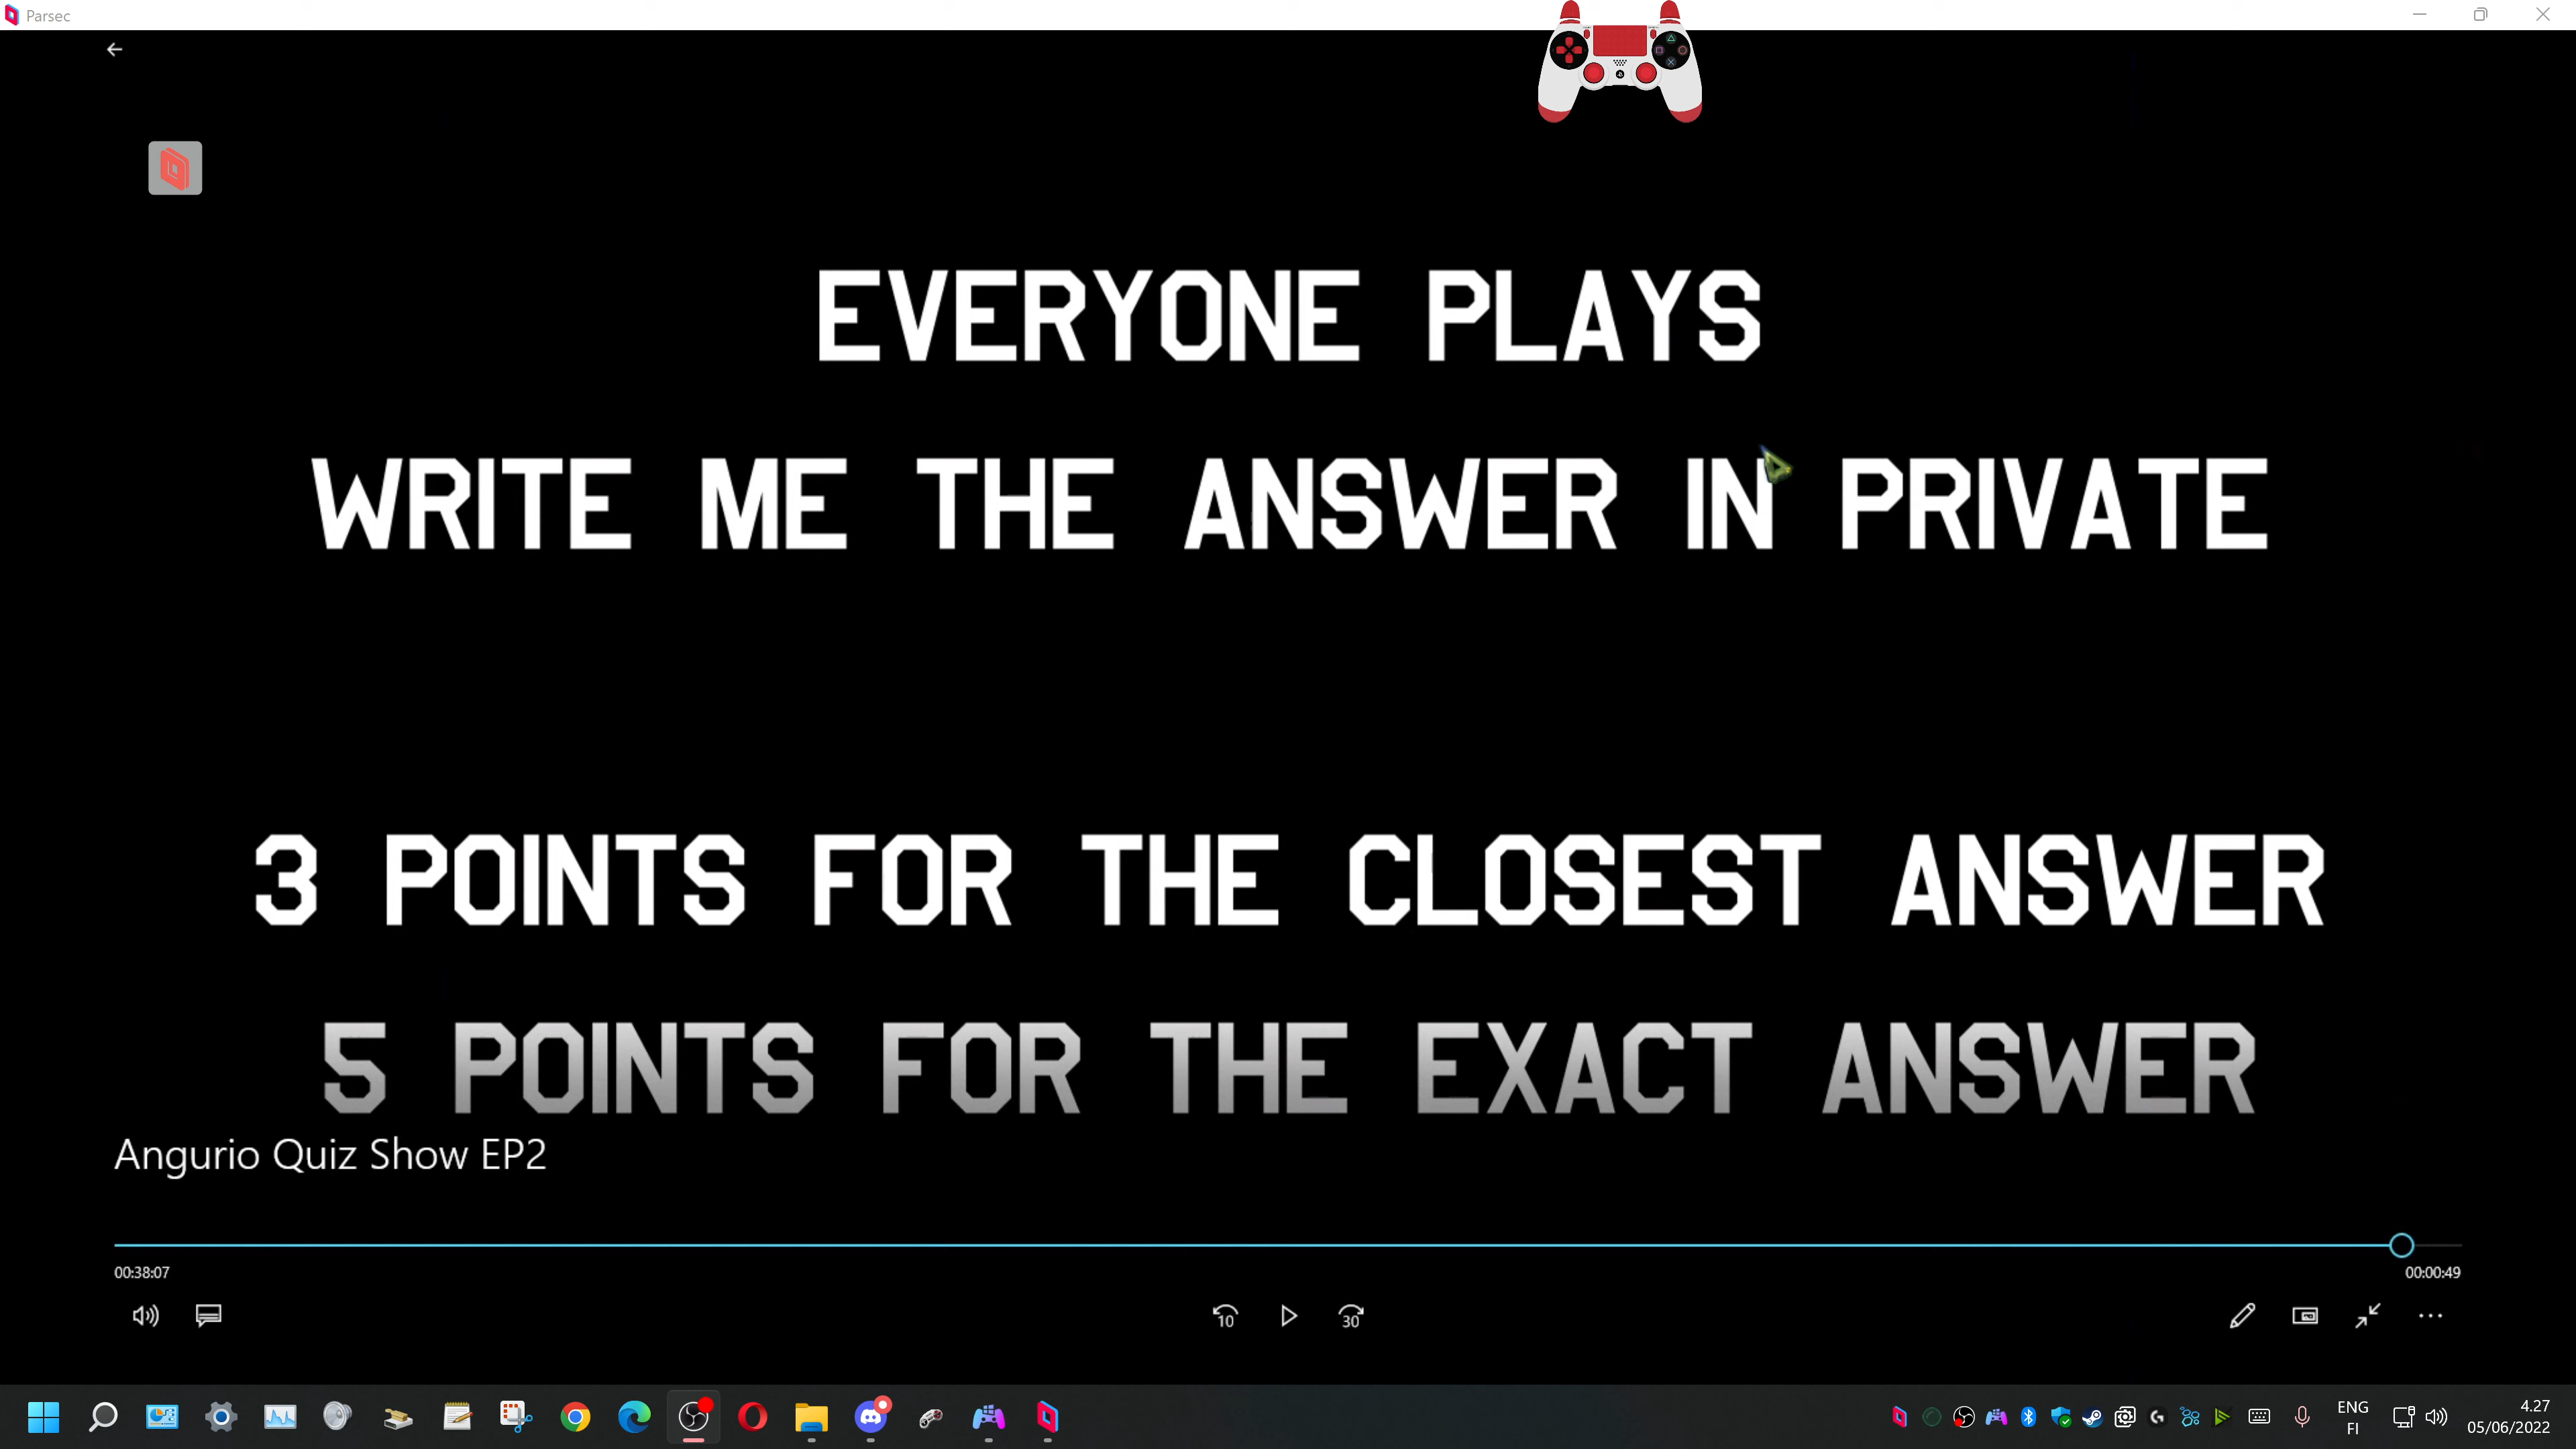 Parsec
EVERYONE PLAYS
WRITE ME THE ANSWER IN PRIVATE
3 POINTS FOR THE CLOSEST ANSWER
5 POINTS FOR THE EXACT ANSWER
Angurio Quiz Show EP2
00:38:07
00:00:49
10
30
ENG
FI
4.27
05/06/2022